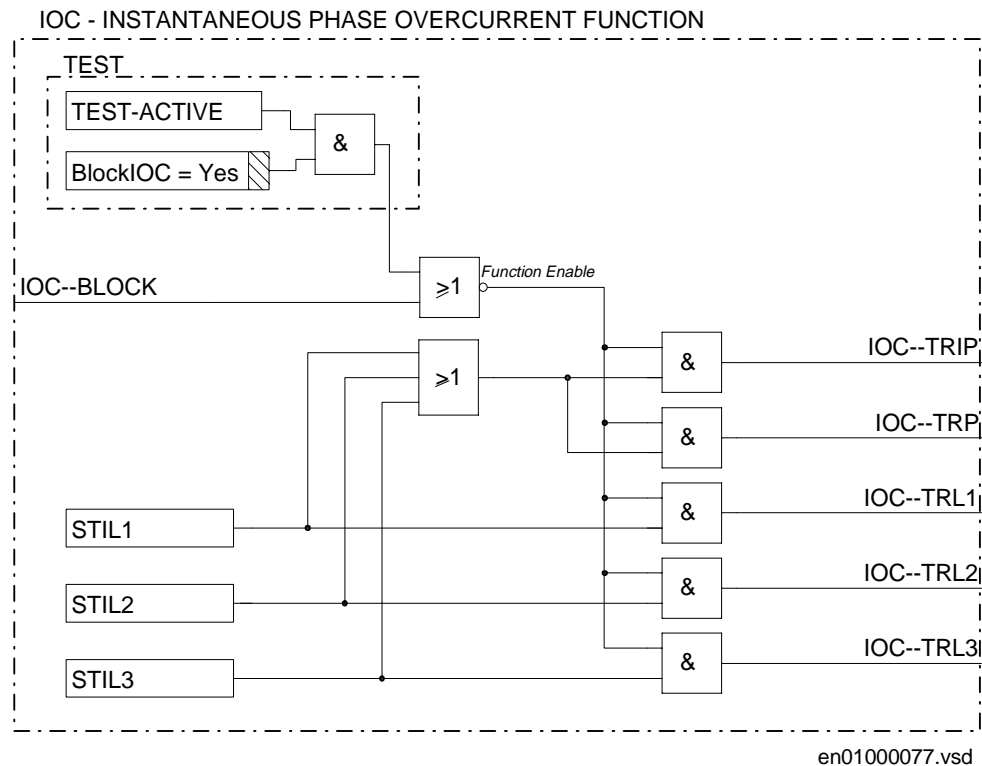 IOC - INSTANTANEOUS PHASE OVERCURRENT FUNCTION
TEST
TEST-ACTIVE
&
BlockIOC = Yes
IOC--BLOCK
≥1
Function Enable
≥1
&
IOC--TRIP
&
IOC--TRP
STIL1
&
IOC--TRL1
STIL2
&
IOC--TRL2
STIL3
&
IOC--TRL3
en01000077.vsd